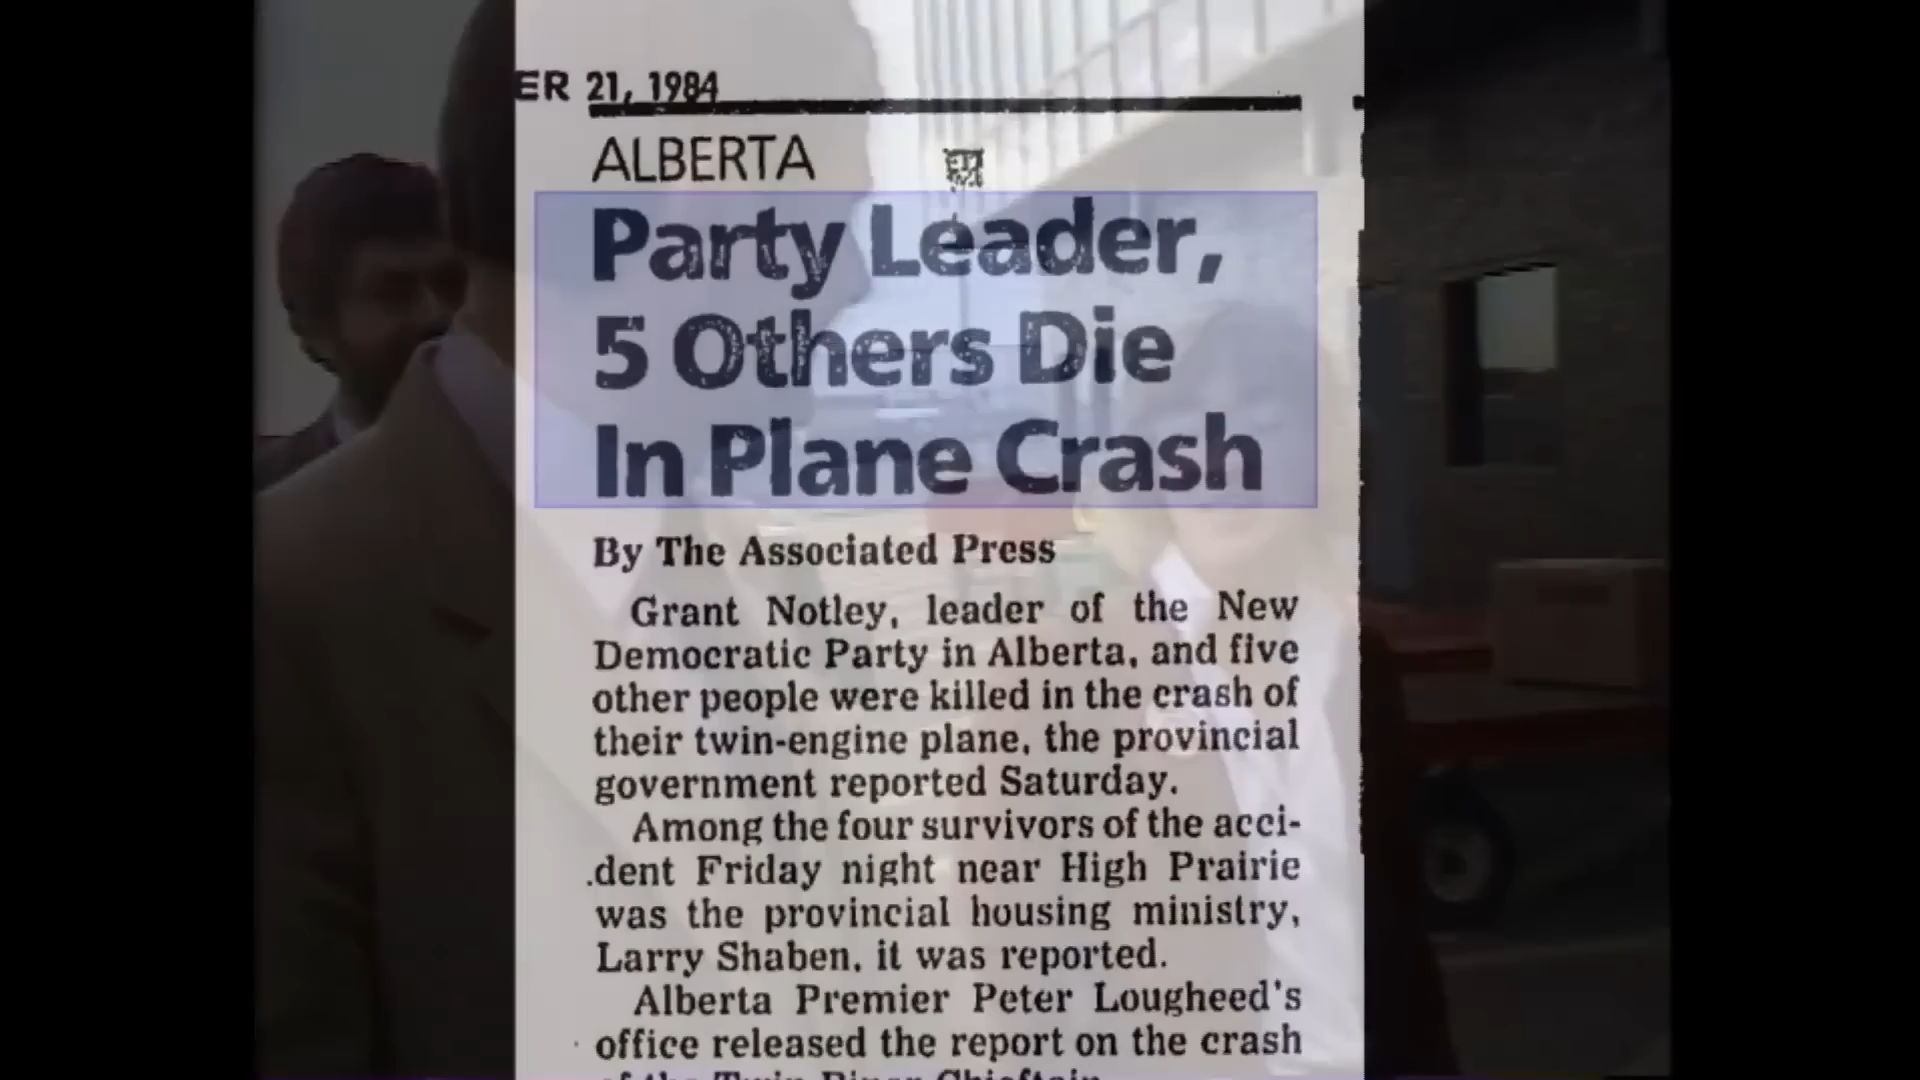 ER 21, 1984
ALBERTA
Party Leader,
5 Others Die
In Plane Crash
By The Associated Press
Grant Notley, leader of the New
Democratic Party in Alberta, and five
other people were killed in the crash of
their twin-engine plane, the provincial
government reported Saturday.
Among the four survivors of the acci-
.dent Friday night near High Prairie
was the provincial housing ministry,
Larry Shaben, it was reported.
Alberta Premier Peter Lougheed's
office released the report on the crash